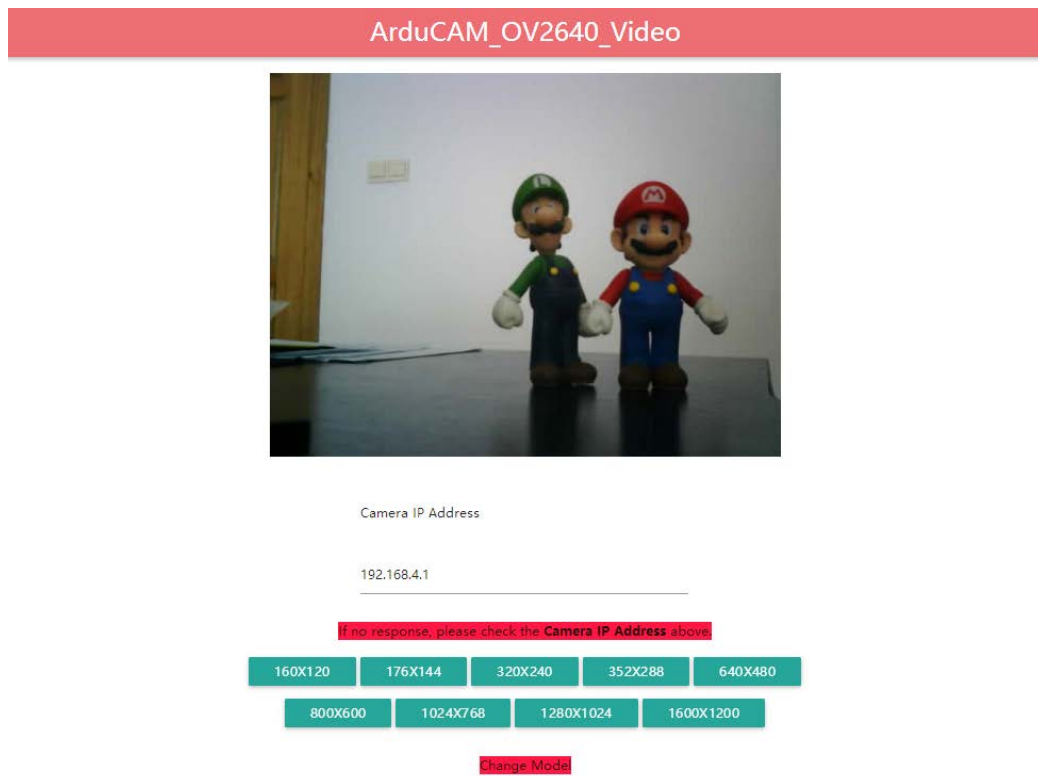 ArduCAM_OV2640_Video
L
M
Camera IP Address
192.168.4.1
If no response, please check the Camera IP Address above.
160X120 176X144 320X240 352X288 640X480
800X600 1024X768 1280X1024 1600X1200
Change Model